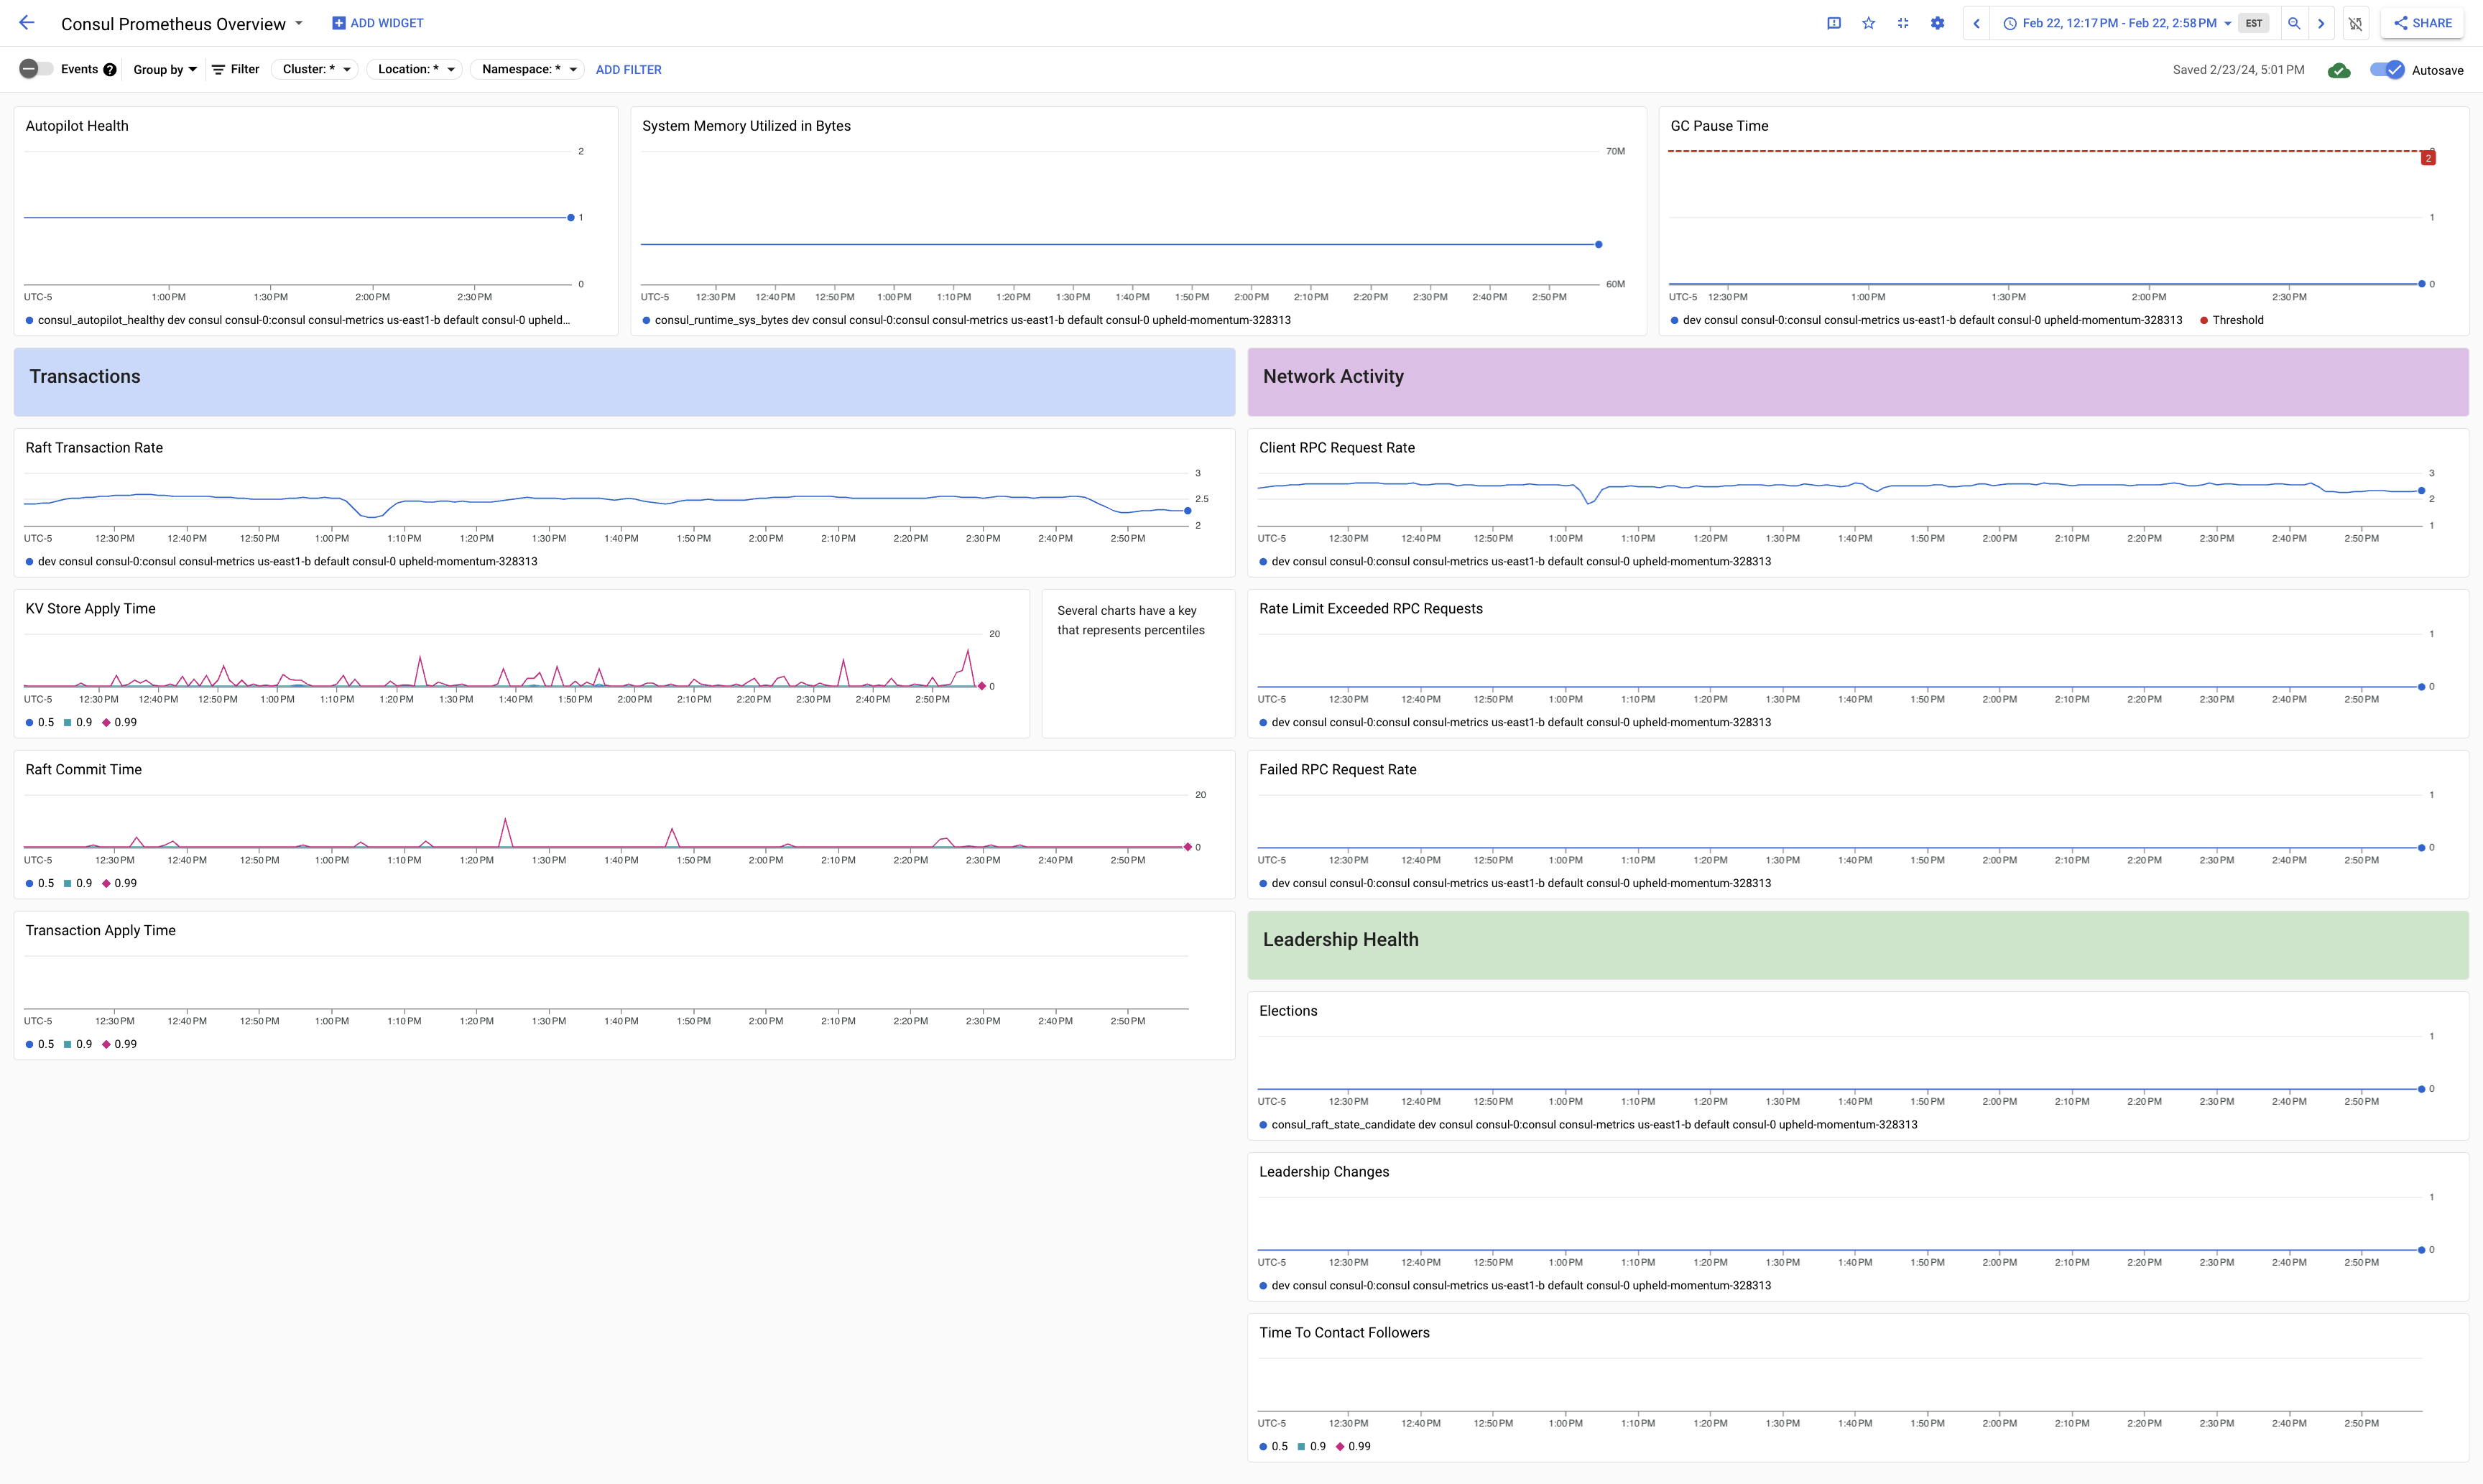 Consul Prometheus Overview
ADD WIDGET
Feb 22, 12:17 PM - Feb 22, 2:58 PM
EST
SHARE
Events
Group by
Filter
Cluster: *
Location: *
Namespace: *
ADD FILTER
Saved 2/23/24, 5:01 PM
Autosave
Autopilot Health
2
1
0
UTC-5 1:00 PM 1:30 PM 2:00 PM 2:30 PM
consul_autopilot_healthy dev consul consul-0:consul consul-metrics us-east1-b default consul-0 upheld...
System Memory Utilized in Bytes
70M
60M
UTC-5 12:30 PM 12:40 PM 12:50 PM 1:00 PM 1:10 PM 1:20 PM 1:30 PM 1:40 PM 1:50 PM 2:00 PM 2:10 PM 2:20 PM 2:30 PM 2:40 PM 2:50 PM
consul_runtime_sys_bytes dev consul consul-0:consul consul-metrics us-east1-b default consul-0 upheld-momentum-328313
GC Pause Time
2
1
0
UTC-5 12:30 PM 1:00 PM 1:30 PM 2:00 PM 2:30 PM
dev consul consul-0:consul consul-metrics us-east1-b default consul-0 upheld-momentum-328313 Threshold
Transactions
Raft Transaction Rate
3
2.5
2
UTC-5 12:30 PM 12:40 PM 12:50 PM 1:00 PM 1:10 PM 1:20 PM 1:30 PM 1:40 PM 1:50 PM 2:00 PM 2:10 PM 2:20 PM 2:30 PM 2:40 PM 2:50 PM
dev consul consul-0:consul consul-metrics us-east1-b default consul-0 upheld-momentum-328313
KV Store Apply Time
20
0
UTC-5 12:30 PM 12:40 PM 12:50 PM 1:00 PM 1:10 PM 1:20 PM 1:30 PM 1:40 PM 1:50 PM 2:00 PM 2:10 PM 2:20 PM 2:30 PM 2:40 PM 2:50 PM
0.5 0.9 0.99
Several charts have a key
that represents percentiles
Raft Commit Time
20
0
UTC-5 12:30 PM 12:40 PM 12:50 PM 1:00 PM 1:10 PM 1:20 PM 1:30 PM 1:40 PM 1:50 PM 2:00 PM 2:10 PM 2:20 PM 2:30 PM 2:40 PM 2:50 PM
0.5 0.9 0.99
Transaction Apply Time
UTC-5 12:30 PM 12:40 PM 12:50 PM 1:00 PM 1:10 PM 1:20 PM 1:30 PM 1:40 PM 1:50 PM 2:00 PM 2:10 PM 2:20 PM 2:30 PM 2:40 PM 2:50 PM
0.5 0.9 0.99
Network Activity
Client RPC Request Rate
3
2
1
UTC-5 12:30 PM 12:40 PM 12:50 PM 1:00 PM 1:10 PM 1:20 PM 1:30 PM 1:40 PM 1:50 PM 2:00 PM 2:10 PM 2:20 PM 2:30 PM 2:40 PM 2:50 PM
dev consul consul-0:consul consul-metrics us-east1-b default consul-0 upheld-momentum-328313
Rate Limit Exceeded RPC Requests
1
0
UTC-5 12:30 PM 12:40 PM 12:50 PM 1:00 PM 1:10 PM 1:20 PM 1:30 PM 1:40 PM 1:50 PM 2:00 PM 2:10 PM 2:20 PM 2:30 PM 2:40 PM 2:50 PM
dev consul consul-0:consul consul-metrics us-east1-b default consul-0 upheld-momentum-328313
Failed RPC Request Rate
1
0
UTC-5 12:30 PM 12:40 PM 12:50 PM 1:00 PM 1:10 PM 1:20 PM 1:30 PM 1:40 PM 1:50 PM 2:00 PM 2:10 PM 2:20 PM 2:30 PM 2:40 PM 2:50 PM
dev consul consul-0:consul consul-metrics us-east1-b default consul-0 upheld-momentum-328313
Leadership Health
Elections
1
0
UTC-5 12:30 PM 12:40 PM 12:50 PM 1:00 PM 1:10 PM 1:20 PM 1:30 PM 1:40 PM 1:50 PM 2:00 PM 2:10 PM 2:20 PM 2:30 PM 2:40 PM 2:50 PM
consul_raft_state_candidate dev consul consul-0:consul consul-metrics us-east1-b default consul-0 upheld-momentum-328313
Leadership Changes
1
0
UTC-5 12:30 PM 12:40 PM 12:50 PM 1:00 PM 1:10 PM 1:20 PM 1:30 PM 1:40 PM 1:50 PM 2:00 PM 2:10 PM 2:20 PM 2:30 PM 2:40 PM 2:50 PM
dev consul consul-0:consul consul-metrics us-east1-b default consul-0 upheld-momentum-328313
Time To Contact Followers
UTC-5 12:30 PM 12:40 PM 12:50 PM 1:00 PM 1:10 PM 1:20 PM 1:30 PM 1:40 PM 1:50 PM 2:00 PM 2:10 PM 2:20 PM 2:30 PM 2:40 PM 2:50 PM
0.5 0.9 0.99